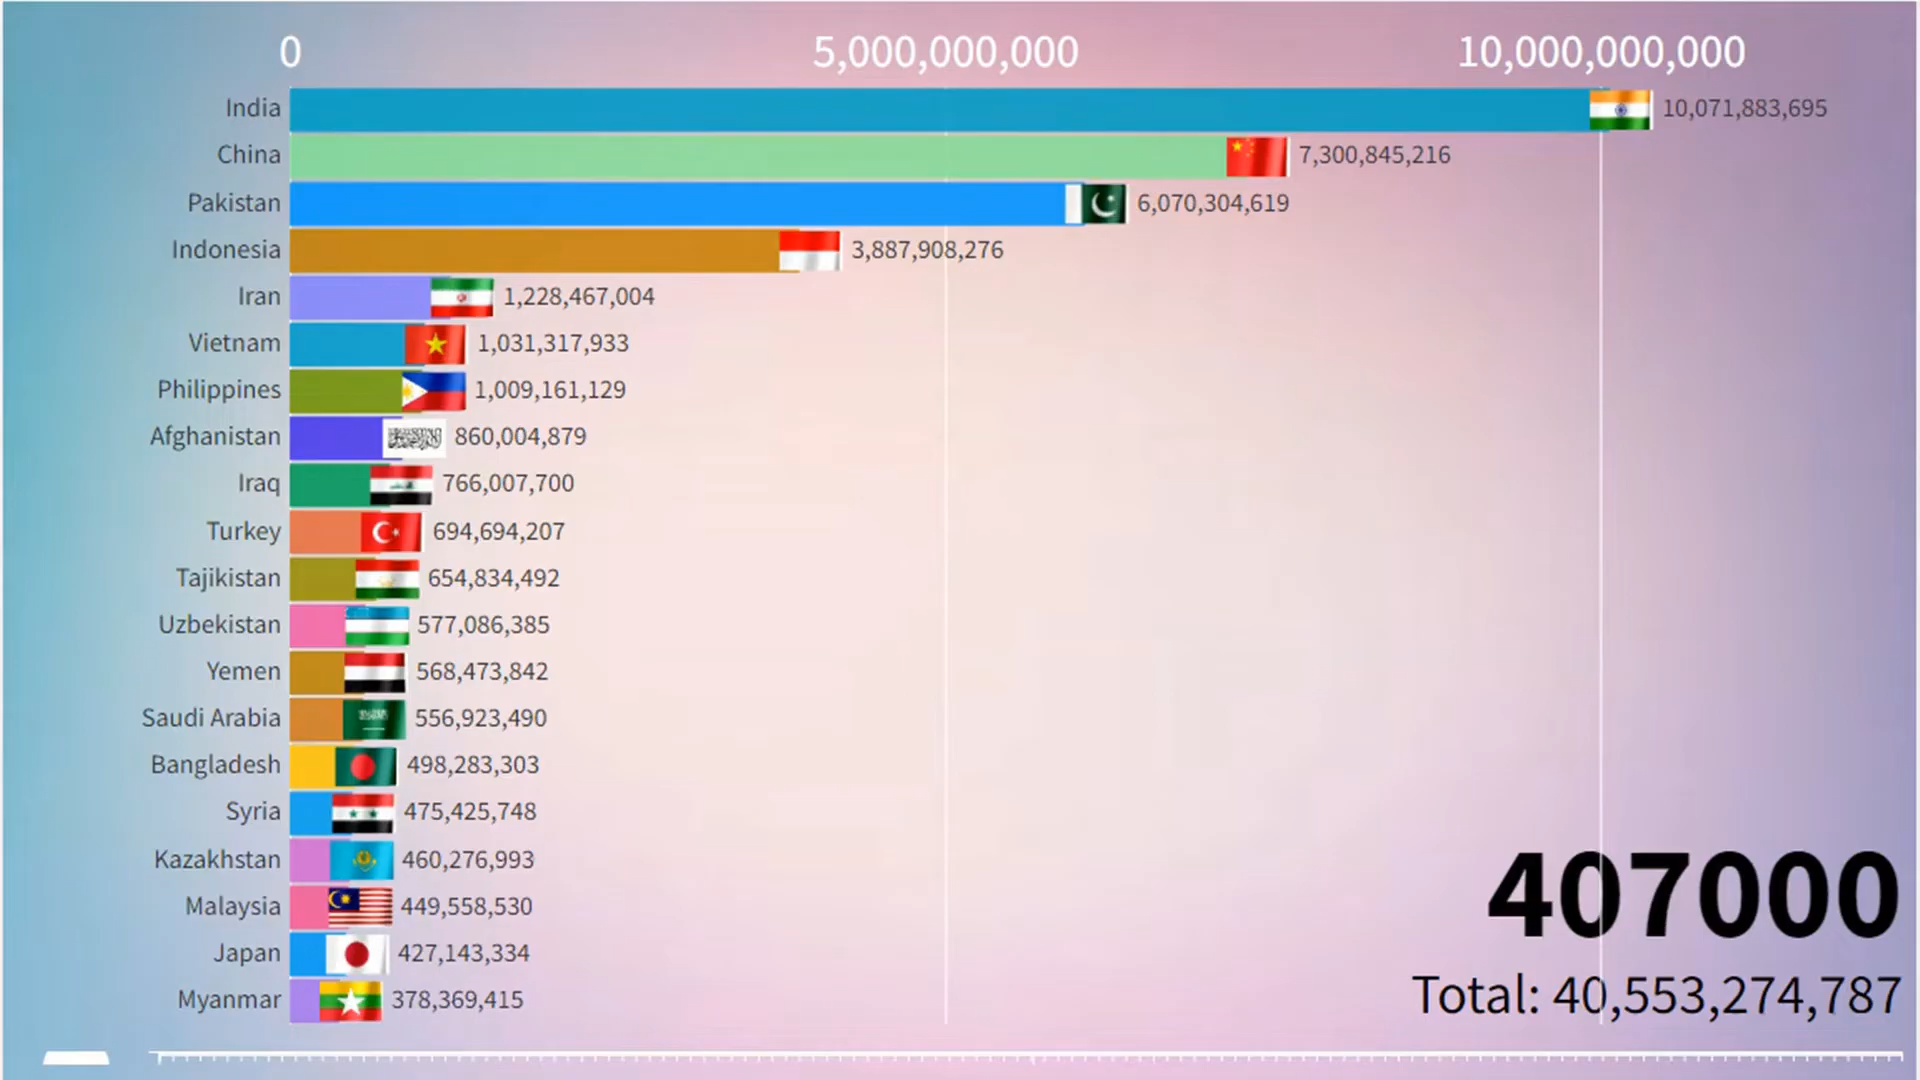 0 5,000,000,000 10,000,000,000
India 10,071,883,695
China 7,300,845,216
Pakistan 6,070,304,619
Indonesia 3,887,908,276
Iran 1,228,467,004
Vietnam 1,031,317,933
Philippines 1,009,161,129
Afghanistan 860,004,879
Iraq 766,007,700
Turkey 694,694,207
Tajikistan 654,834,492
Uzbekistan 577,086,385
Yemen 568,473,842
Saudi Arabia 556,923,490
Bangladesh 498,283,303
Syria 475,425,748
Kazakhstan 460,276,993
Malaysia 449,558,530
Japan 427,143,334
Myanmar 378,369,415
407000
Total: 40,553,274,787